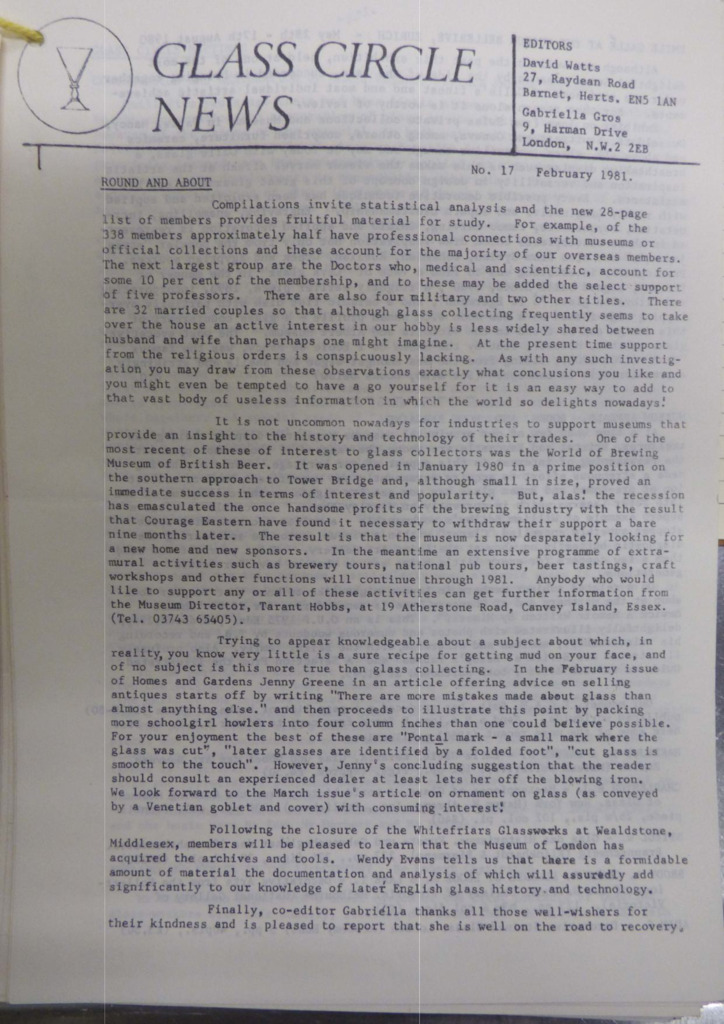 GLASS CIRCLE
NEWS
EDITORS
David Watts
27, Raydean Road
Barnet, Herts. EN5 1AN
Gabriella Gros
9, Harman Drive
London, N.W.2 2EB
No. 17 February 1981.
ROUND AND ABOUT
Compilations invite statistical analysis and the new 28-page
list of members provides fruitful material for study. For example, of the
338 members approximately half have professional connections with museums or
official collections and these account for the majority of our overseas members.
The next largest group are the Doctors who, medical and scientific, account for
some 10 per cent of the membership, and to these may be added the select support
of five professors. There are also four military and two other titles. There
are 32 married couples so that although glass collecting frequently seems to take
over the house an active interest in our hobby is less widely shared between
husband and wife than perhaps one might imagine. At the present time support
from the religious orders is conspicuously lacking. As with any such investig-
ation you may draw from these observations exactly what conclusions you like and
you might even be tempted to have a go yourself for it is an easy way to add to
that vast body of useless information in which the world so delights nowadays!
It is not uncommon nowadays for industries to support museums that
provide an insight to the history and technology of their trades. One of the
most recent of these of interest to glass collectors was the World of Brewing
Museum of British Beer. It was opened in January 1980 in a prime position on
the southern approach to Tower Bridge and, although small in size, proved an
immediate success in terms of interest and popularity. But, alas! the recession
has emasculated the once handsome profits of the brewing industry with the result
that Courage Eastern have found it necessary to withdraw their support a bare
nine months later. The result is that the museum is now desparately looking for
a new home and new sponsors. In the meantime an extensive programme of extra-
mural activities such as brewery tours, national pub tours, beer tastings, craft
workshops and other functions will continue through 1981. Anybody who would
lile to support any or all of these activities can get further information from
the Museum Director, Tarant Hobbs, at 19 Atherstone Road, Canvey Island, Essex.
(Tel. 03743 65405).
Trying to appear knowledgeable about a subject about which, in
reality, you know very little is a sure recipe for getting mud on your face, and
of no subject is this more true than glass collecting. In the February issue
of Homes and Gardens Jenny Greene in an article offering advice on selling
antiques starts off by writing "There are more mistakes made about glass than
almost anything else." and then proceeds to illustrate this point by packing
more schoolgirl howlers into four column inches than one could believe possible.
For your enjoyment the best of these are "Pontal mark - a small mark where the
glass was cut", "later glasses are identified by a folded foot", "cut glass is
smooth to the touch". However, Jenny's concluding suggestion that the reader
should consult an experienced dealer at least lets her off the blowing iron.
We look forward to the March issue's article on ornament on glass (as conveyed
by a Venetian goblet and cover) with consuming interest!
Following the closure of the Whitefriars Glassworks at Wealdstone,
Middlesex, members will be pleased to learn that the Museum of London has
acquired the archives and tools. Wendy Evans tells us that there is a formidable
amount of material the documentation and analysis of which will assuredly add
significantly to our knowledge of later English glass history and technology.
Finally, co-editor Gabriella thanks all those well-wishers for
their kindness and is pleased to report that she is well on the road to recovery.